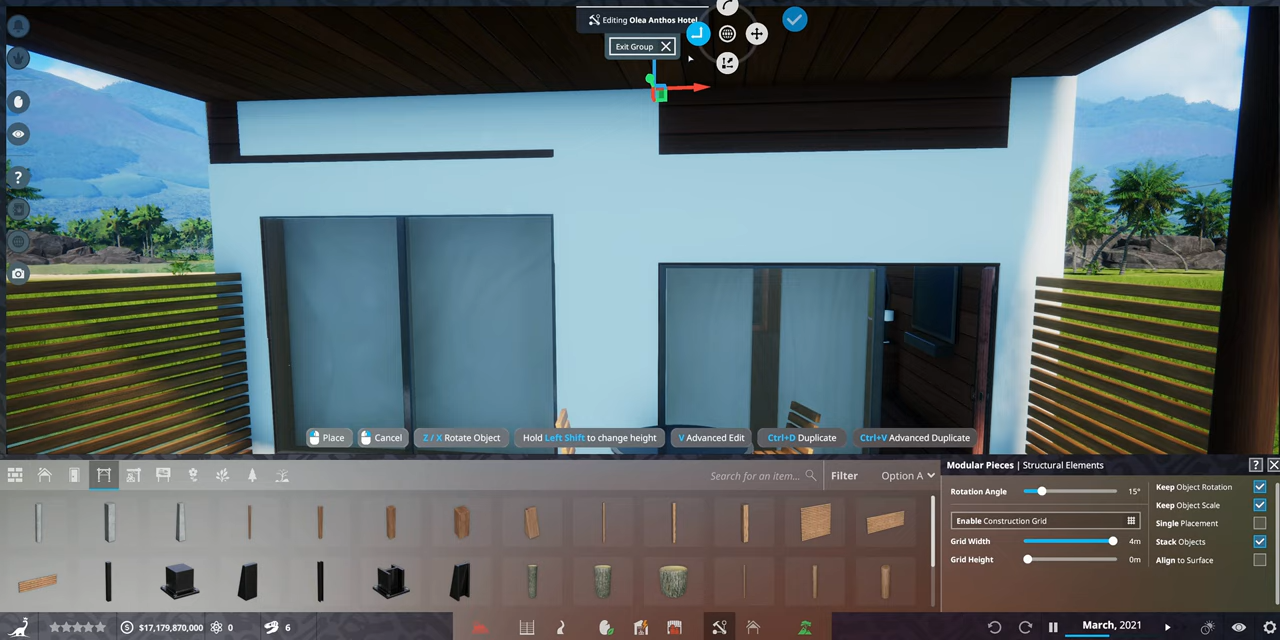 Editing Olea Anthos Hotel
Exit Group
Place
Cancel
Z / X Rotate Object
Hold Left Shift to change height
V Advanced Edit
Ctrl+D Duplicate
Ctrl+V Advanced Duplicate
Search for an item...
Filter
Option A
Modular Pieces | Structural Elements
Rotation Angle
15°
Keep Object Rotation
Keep Object Scale
Enable Construction Grid
Single Placement
Grid Width
4m
Stack Objects
Grid Height
0m
Align to Surface
$17,179,870,000
0
6
March, 2021